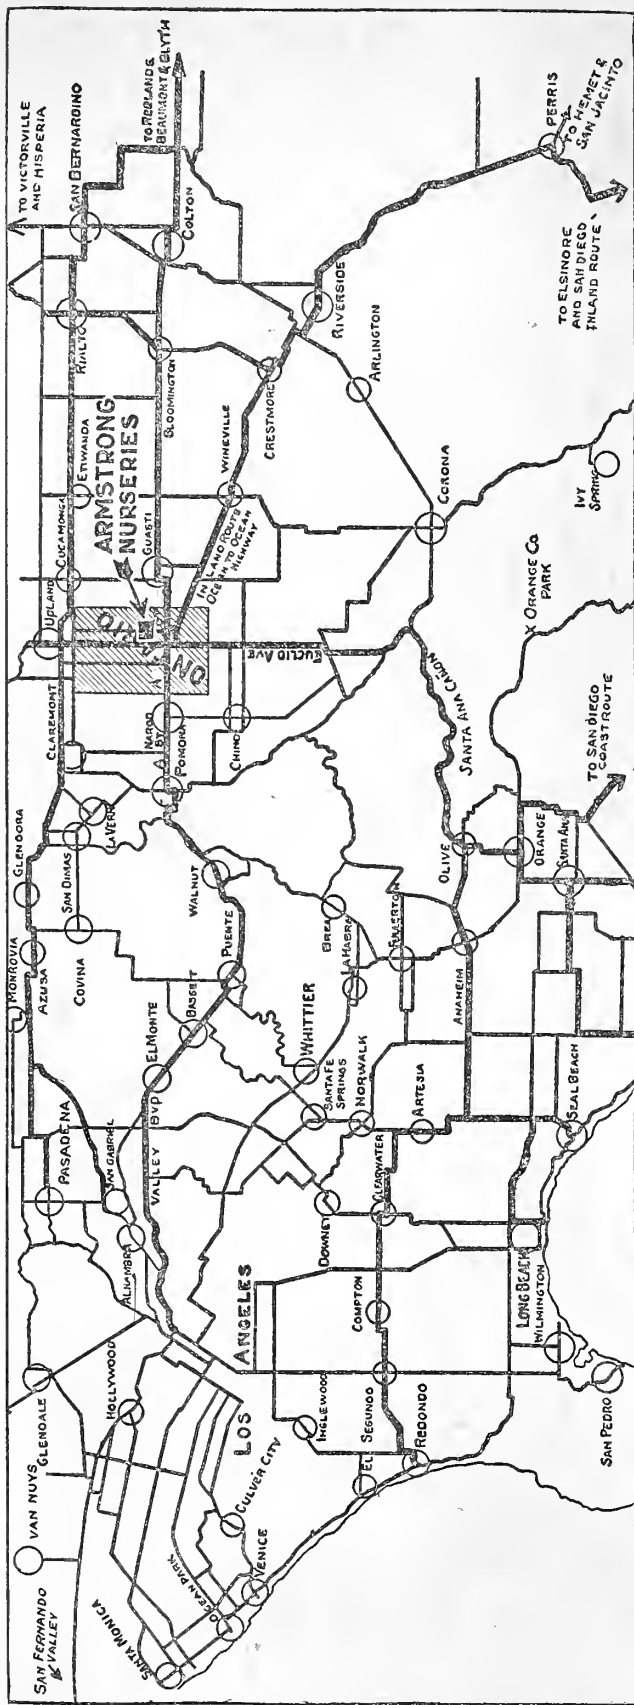 SAN FERNANDO
VALLEY
VAN NUYS
GLENDALE
HOLLYWOOD
SANTA MONICA
OCEAN PARK
VENICE
CULVER CITY
LOS ANGELES
INGLEWOOD
EL SEGUNDO
REDONDO
SAN PEDRO
WILMINGTON
LONG BEACH
COMPTON
CLEARWATER
DOWNEY
ALHAMBRA
SAN GABRIEL
PASADENA
VALLEY BVD
EL MONTE
BASSETT
PUENTE
WALNUT
MONROVIA
AZUSA
GLENDORA
COVINA
SAN DIMAS
LA VERN
CLAREMONT
POMONA
WHITTIER
SANTA FE
SPRINGS
NORWALK
ARTESIA
SEAL BEACH
LA HABRA
BREA
FULLERTON
ANAHEIM
OLIVE
ORANGE
SANTA ANA
SANTA ANA CAÑON
TO SAN DIEGO
COAST ROUTE
ORANGE CO
PARK
IVY
SPRING
UPLAND
ONTARIO
A ST
NAROD
CHINO
EUCLID AVE
CUCAMONGA
ARMSTRONG
NURSERIES
GUASTI
INLAND ROUTE
OCEAN TO OCEAN
HIGHWAY
ETIWANDA
WINEVILLE
CORONA
RIALTO
BLOOMINGTON
CRESTMORE
ARLINGTON
RIVERSIDE
SAN BERNARDINO
COLTON
TO VICTORVILLE
AND HISPERIA
TO REDLANDS
BEAUMONT & BLYTH
PERRIS
TO HEMET &
SAN JACINTO
TO ELSINORE
AND SAN DIEGO
INLAND ROUTE